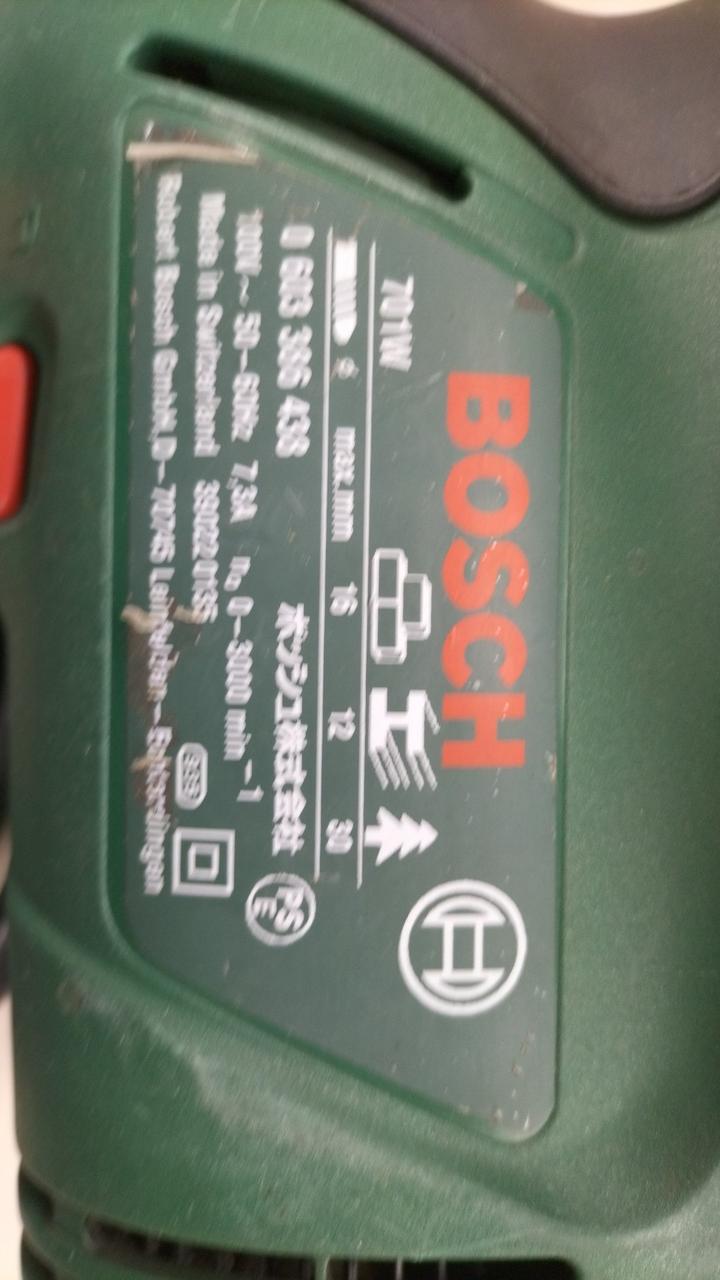 BOSCH
701W
max.mm 16 12 30
0 603 386 438 ボッシュ株式会社
PS E
100V~ 50-60Hz 7,3A n₀ 0-3000 min -1
Made in Switzerland
Robert Bosch GmbH,D-70745 Leinfelden-Echterdingen